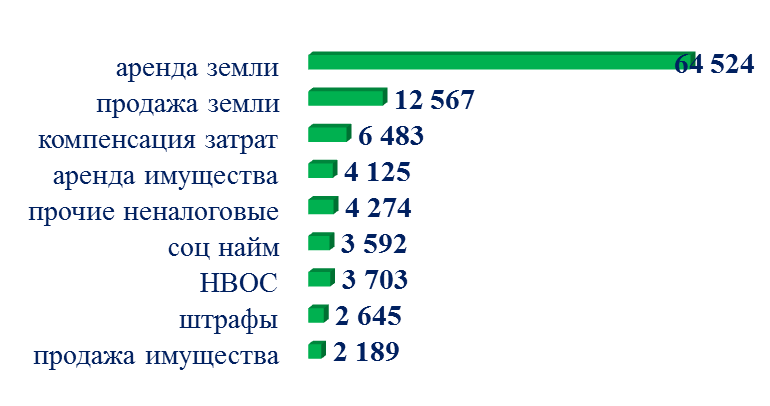 аренда земли 64 524
продажа земли 12 567
компенсация затрат 6 483
аренда имущества 4 125
прочие неналоговые 4 274
соц найм 3 592
НВОС 3 703
штрафы 2 645
продажа имущества 2 189